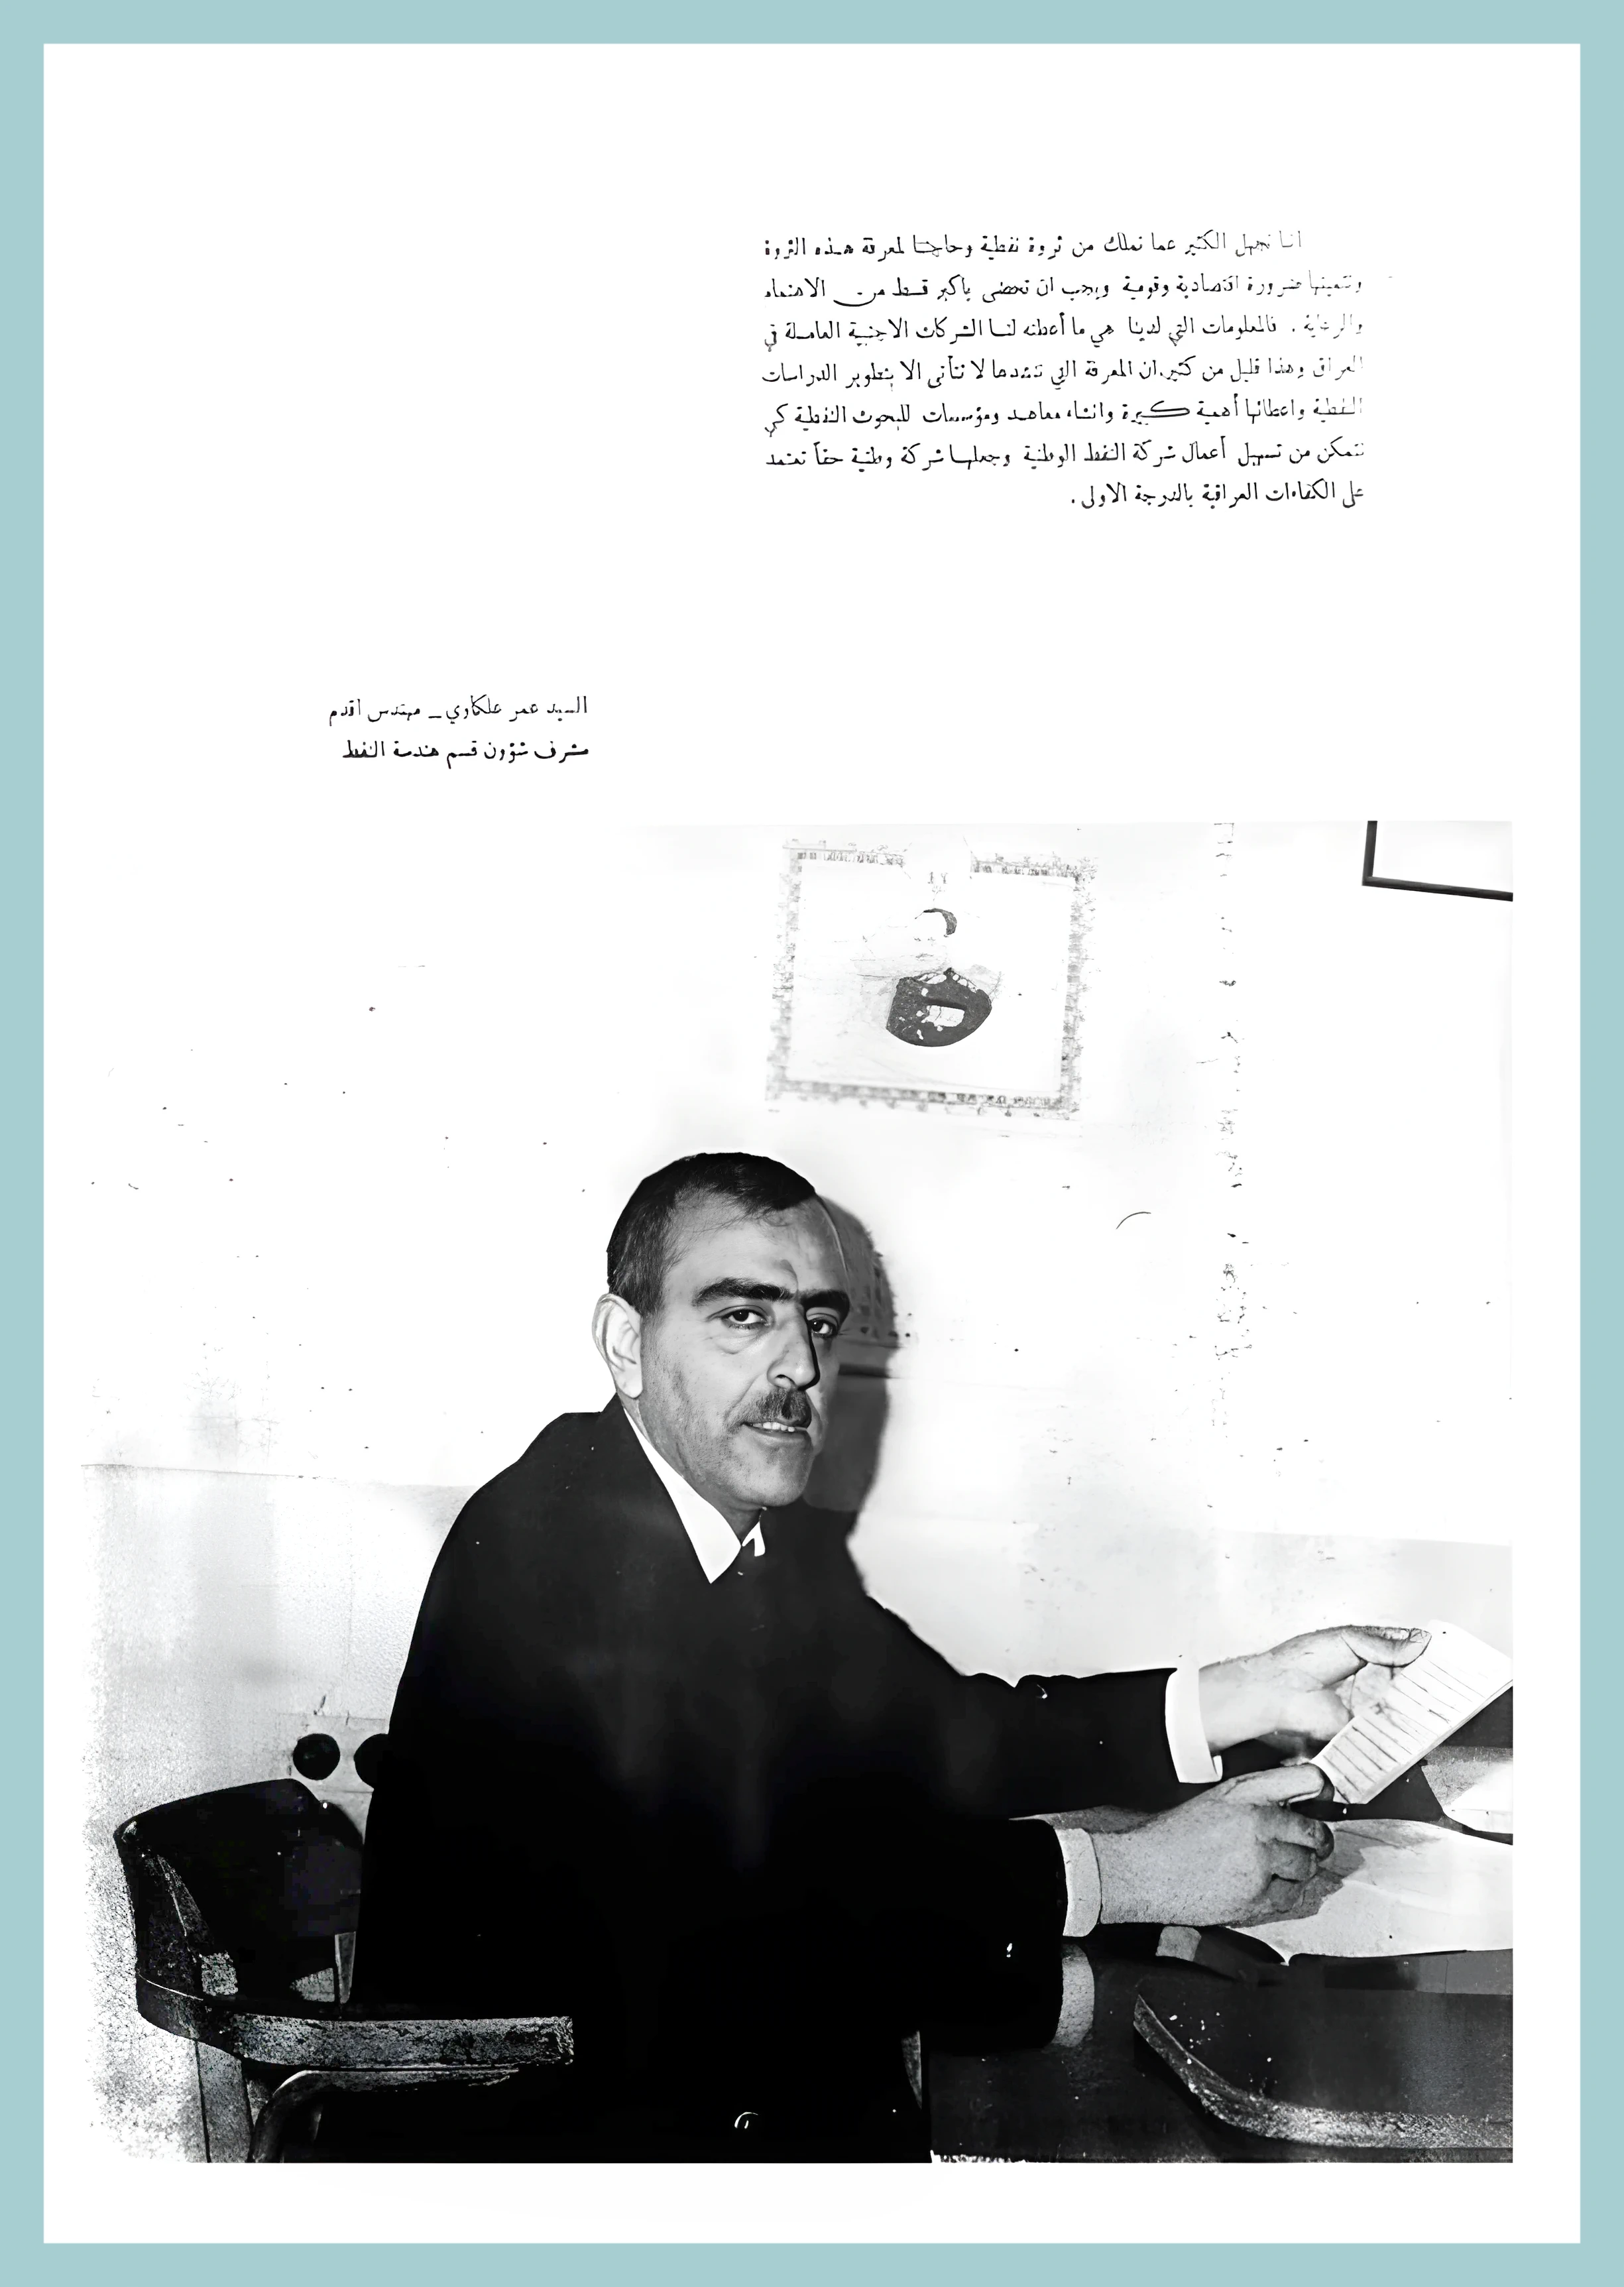 اننا نجهل الكثير عما نملك من ثروة نفطية وحاجتنا لمعرفة هذه الثروة
وتثمينها ضرورة اقتصادية وقومية ويجب ان تحضى باكبر قسط من الاهتمام
والرعاية . فالمعلومات التي لدينا هي ما أعطته لنا الشركات الاجنبية العاملة في
العراق وهذا قليل من كثير.ان المعرفة التي ننشدها لا تتأتى الا بتطوير الدراسات
النفطية واعطائها أهمية كبيرة وانشاء معاهد ومؤسسات للبحوث النفطية كي
نتمكن من تسهيل أعمال شركة النفط الوطنية وجعلها شركة وطنية حقاً تعتمد
على الكفاءات العراقية بالدرجة الاولى .
السيد عمر علكاوي _ مهندس اقدم
مشرف شؤون قسم هندسة النفط